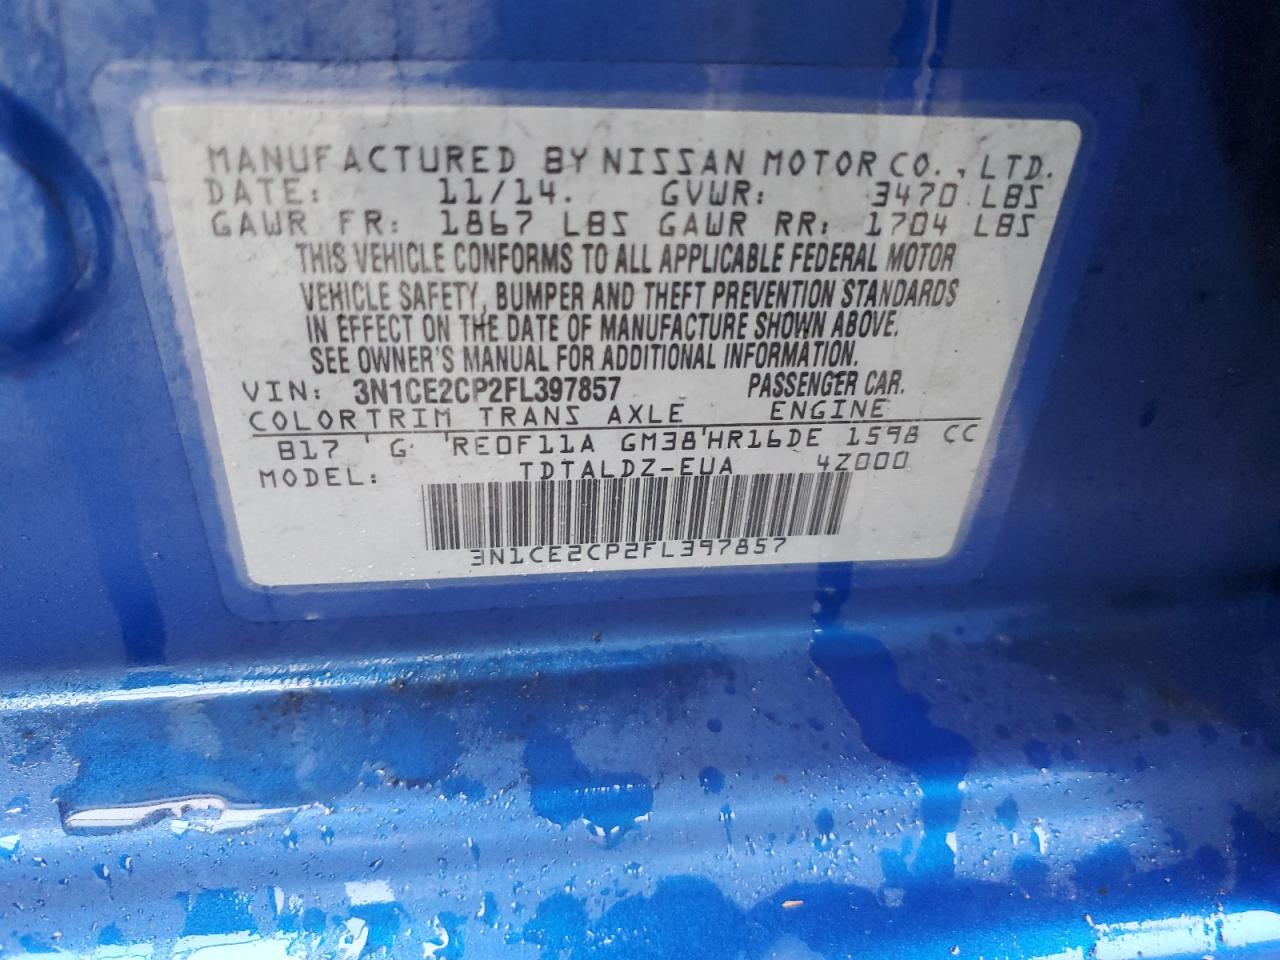 MANUFACTURED BY NISSAN MOTOR CO., LTD.
DATE: 11/14. GVWR: 3470 LBS
GAWR FR: 1867 LBS GAWR RR: 1704 LBS
THIS VEHICLE CONFORMS TO ALL APPLICABLE FEDERAL MOTOR
VEHICLE SAFETY, BUMPER AND THEFT PREVENTION STANDARDS
IN EFFECT ON THE DATE OF MANUFACTURE SHOWN ABOVE.
SEE OWNER'S MANUAL FOR ADDITIONAL INFORMATION.
VIN: 3N1CE2CP2FL397857 PASSENGER CAR.
COLOR TRIM TRANS AXLE ENGINE
B17 G RE0F11A GM38 HR16DE 1598 CC
MODEL: TDTALDZ-EUA 4Z000
3N1CE2CP2FL397857